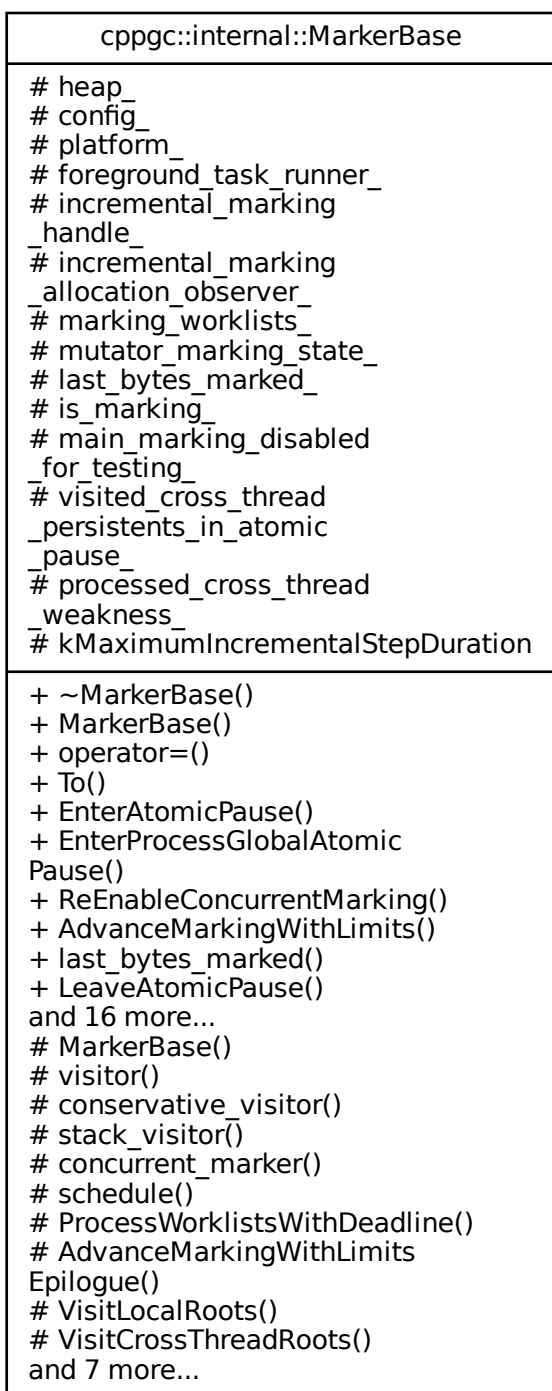 cppgc::internal::MarkerBase
# heap_
# config_
# platform_
# foreground_task_runner_
# incremental_marking
_handle_
# incremental_marking
_allocation_observer_
# marking_worklists_
# mutator_marking_state_
# last_bytes_marked_
# is_marking_
# main_marking_disabled
_for_testing_
# visited_cross_thread
_persistents_in_atomic
_pause_
# processed_cross_thread
_weakness_
# kMaximumIncrementalStepDuration
+ ~MarkerBase()
+ MarkerBase()
+ operator=()
+ To()
+ EnterAtomicPause()
+ EnterProcessGlobalAtomic
Pause()
+ ReEnableConcurrentMarking()
+ AdvanceMarkingWithLimits()
+ last_bytes_marked()
+ LeaveAtomicPause()
and 16 more...
# MarkerBase()
# visitor()
# conservative_visitor()
# stack_visitor()
# concurrent_marker()
# schedule()
# ProcessWorklistsWithDeadline()
# AdvanceMarkingWithLimits
Epilogue()
# VisitLocalRoots()
# VisitCrossThreadRoots()
and 7 more...